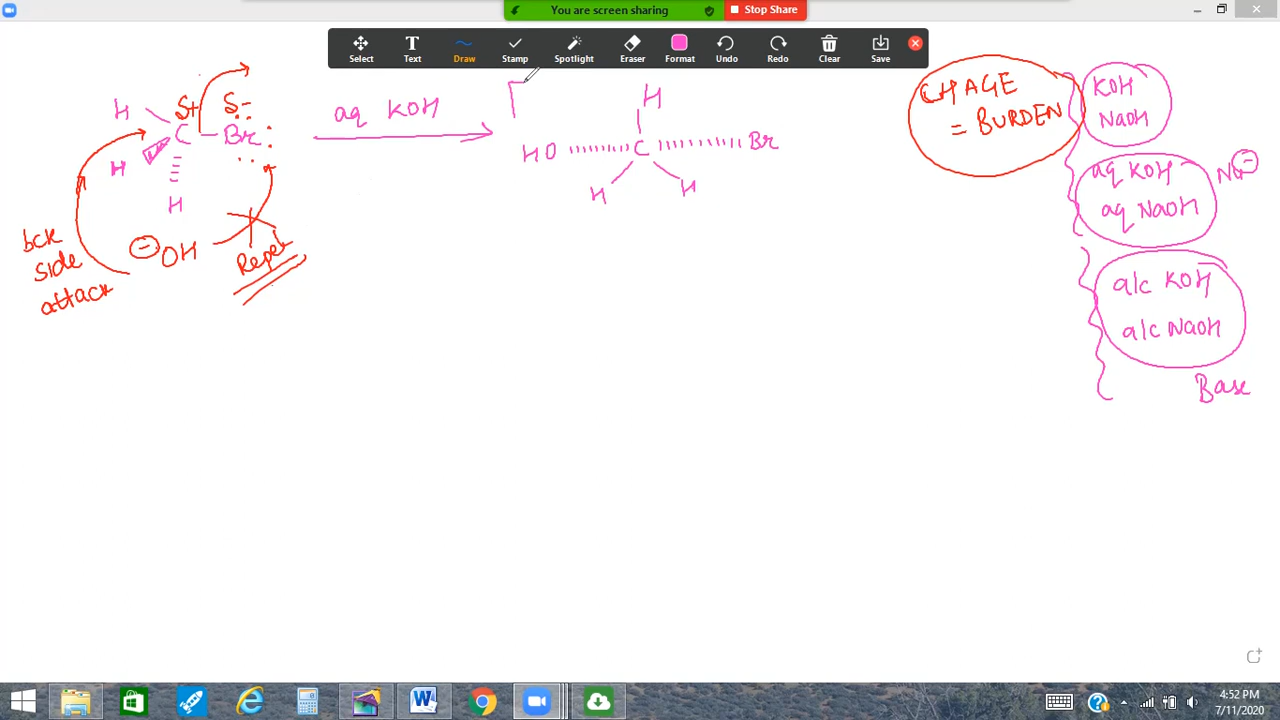 You are screen sharing
Stop Share
Select
Text
Draw
Stamp
Spotlight
Eraser
Format
Undo
Redo
Clear
Save
H
S+
S-
C
Br
H
H
⊖OH
bck
side
attack
Repel
aq KOH
H
HO
C
Br
H
H
CHAGE
= BURDEN
KOH
NaOH
aq KOH
aq NaOH
alc KOH
alc NaOH
Base
4:52 PM
7/11/2020